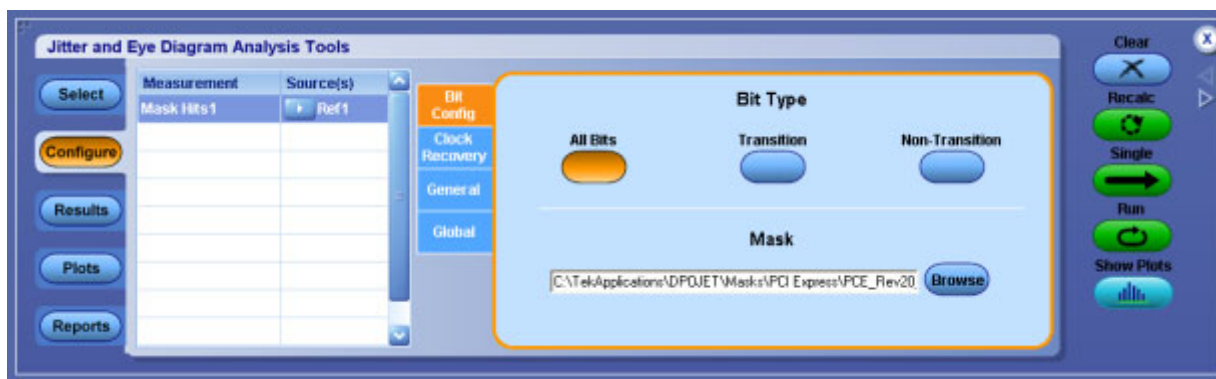 Jitter and Eye Diagram Analysis Tools
Select
Configure
Results
Plots
Reports
Measurement Source(s)
Mask Hits1 Ref1
Bit Config
Clock Recovery
General
Global
Bit Type
All Bits Transition Non-Transition
Mask
C:\TekApplications\DPOJET\Masks\PCI Express\PCE_Rev20_
Browse
Clear
X
Recalc
Single
Run
Show Plots